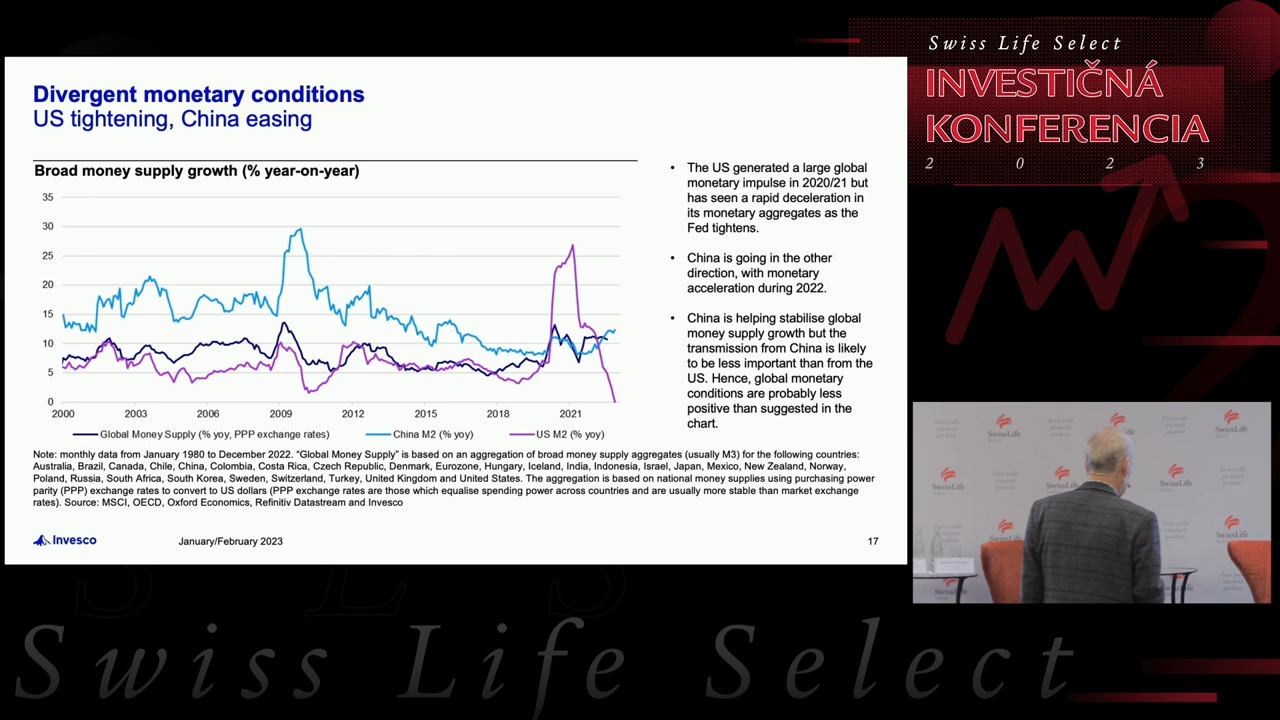 Swiss Life Select
INVESTIČNÁ
KONFERENCIA
2 0 2 3
Divergent monetary conditions
US tightening, China easing
Broad money supply growth (% year-on-year)
35
30
25
20
15
10
5
0
2000 2003 2006 2009 2012 2015 2018 2021
Global Money Supply (% yoy, PPP exchange rates) China M2 (% yoy) US M2 (% yoy)
• The US generated a large global
monetary impulse in 2020/21 but
has seen a rapid deceleration in
its monetary aggregates as the
Fed tightens.
• China is going in the other
direction, with monetary
acceleration during 2022.
• China is helping stabilise global
money supply growth but the
transmission from China is likely
to be less important than from the
US. Hence, global monetary
conditions are probably less
positive than suggested in the
chart.
Note: monthly data from January 1980 to December 2022. “Global Money Supply” is based on an aggregation of broad money supply aggregates (usually M3) for the following countries:
Australia, Brazil, Canada, Chile, China, Colombia, Costa Rica, Czech Republic, Denmark, Eurozone, Hungary, Iceland, India, Indonesia, Israel, Japan, Mexico, New Zealand, Norway,
Poland, Russia, South Africa, South Korea, Sweden, Switzerland, Turkey, United Kingdom and United States. The aggregation is based on national money supplies using purchasing power
parity (PPP) exchange rates to convert to US dollars (PPP exchange rates are those which equalise spending power across countries and are usually more stable than market exchange
rates). Source: MSCI, OECD, Oxford Economics, Refinitiv Datastream and Invesco
Invesco January/February 2023 17
SwissLife
SwissLife
SwissLife
SwissLife
S L S
Swiss Life Select